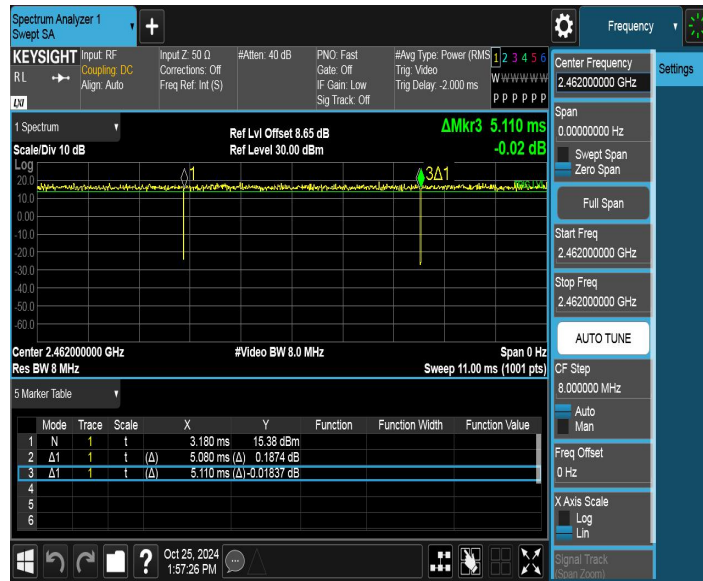 Spectrum Analyzer 1
Swept SA
+
Frequency
KEYSIGHT
RL
LXI
Input: RF
Coupling: DC
Align: Auto
Input Z: 50 Ω
Corrections: Off
Freq Ref: Int (S)
#Atten: 40 dB
PNO: Fast
Gate: Off
IF Gain: Low
Sig Track: Off
#Avg Type: Power (RMS
Trig: Video
Trig Delay: -2.000 ms
1 2 3 4 5 6
W W W W W W
P P P P P P
Settings
1 Spectrum
Scale/Div 10 dB
Ref Lvl Offset 8.65 dB
Ref Level 30.00 dBm
ΔMkr3 5.110 ms
-0.02 dB
Log
1
3Δ1
20.0
10.0
0.00
-10.0
-20.0
-30.0
-40.0
-50.0
-60.0
Center 2.462000000 GHz
#Video BW 8.0 MHz
Span 0 Hz
Res BW 8 MHz
Sweep 11.00 ms (1001 pts)
5 Marker Table
Mode Trace Scale X Y Function Function Width Function Value
1 N 1 t 3.180 ms 15.38 dBm
2 Δ1 1 t (Δ) 5.080 ms (Δ) 0.1874 dB
3 Δ1 1 t (Δ) 5.110 ms (Δ) -0.01837 dB
4
5
6
Center Frequency
2.462000000 GHz
Span
0.00000000 Hz
Swept Span
Zero Span
Full Span
Start Freq
2.462000000 GHz
Stop Freq
2.462000000 GHz
AUTO TUNE
CF Step
8.000000 MHz
Auto
Man
Freq Offset
0 Hz
X Axis Scale
Log
Lin
Signal Track
(Span Zoom)
?
Oct 25, 2024
1:57:26 PM